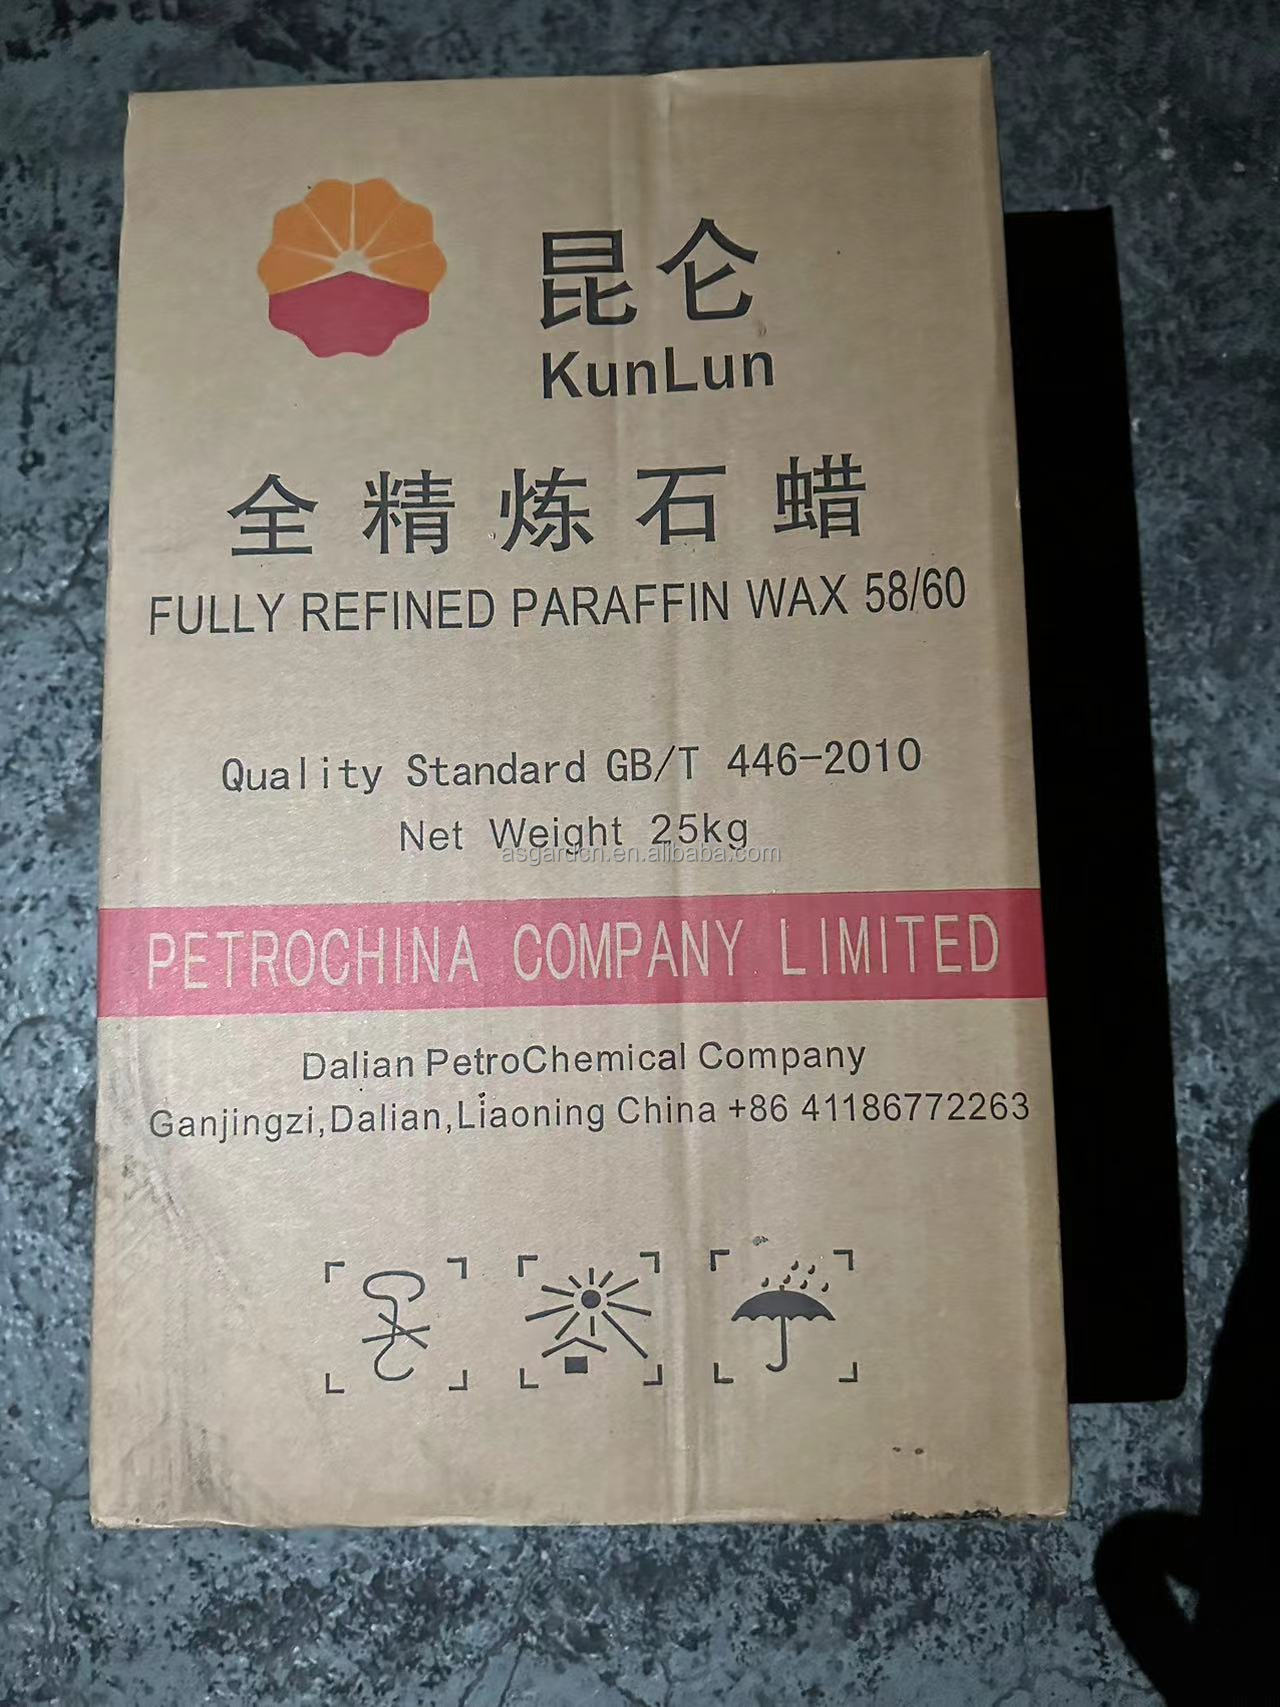 昆仑
KunLun
全精炼石蜡
FULLY REFINED PARAFFIN WAX 58/60
Quality Standard GB/T 446-2010
Net Weight 25kg
asgardcn.en.alibaba.com
PETROCHINA COMPANY LIMITED
Dalian PetroChemical Company
Ganjingzi,Dalian,Liaoning China +86 41186772263